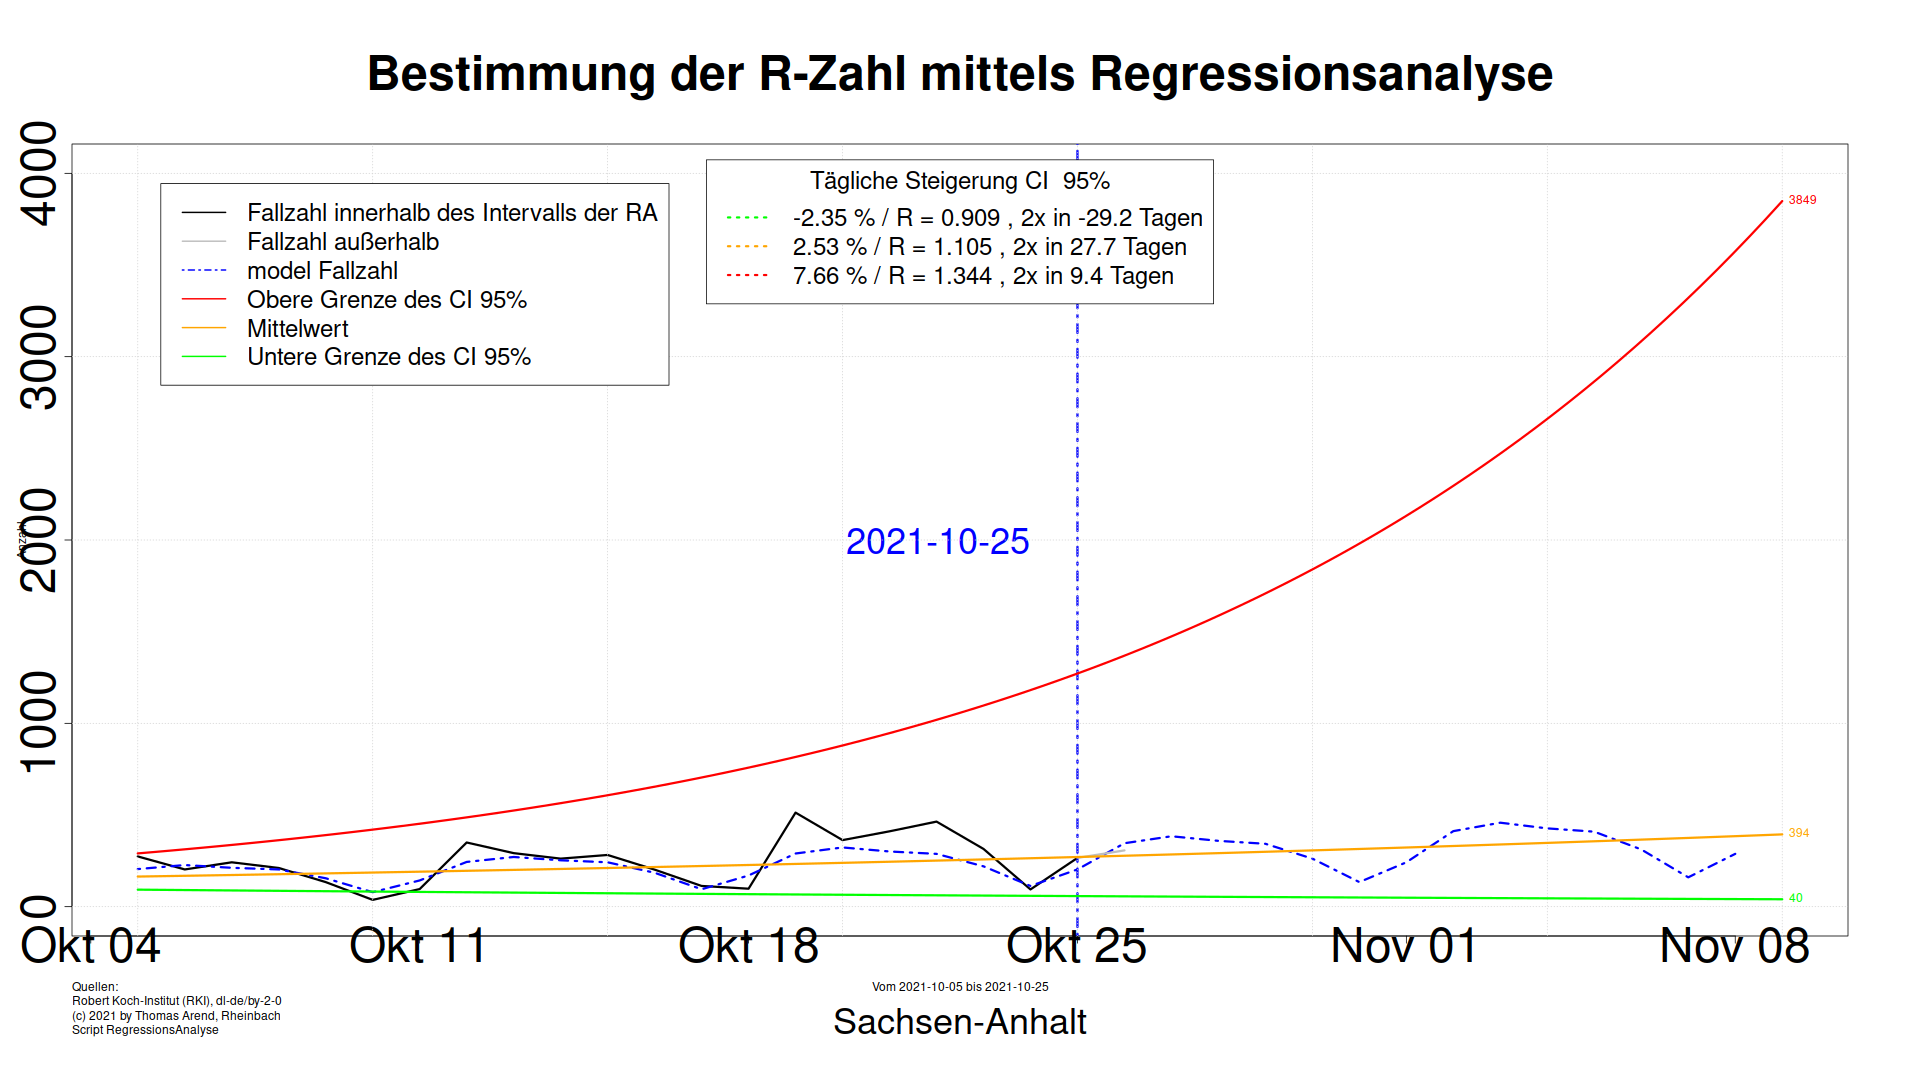 Bestimmung der R-Zahl mittels Regressionsanalyse
4000
3000
2000
1000
0
Anzahl
Fallzahl innerhalb des Intervalls der RA
Fallzahl außerhalb
model Fallzahl
Obere Grenze des CI 95%
Mittelwert
Untere Grenze des CI 95%
Tägliche Steigerung CI 95%
-2.35 % / R = 0.909 , 2x in -29.2 Tagen
2.53 % / R = 1.105 , 2x in 27.7 Tagen
7.66 % / R = 1.344 , 2x in 9.4 Tagen
3849
2021-10-25
394
40
Okt 04 Okt 11 Okt 18 Okt 25 Nov 01 Nov 08
Quellen:
Robert Koch-Institut (RKI), dl-de/by-2-0
(c) 2021 by Thomas Arend, Rheinbach
Script RegressionsAnalyse
Vom 2021-10-05 bis 2021-10-25
Sachsen-Anhalt